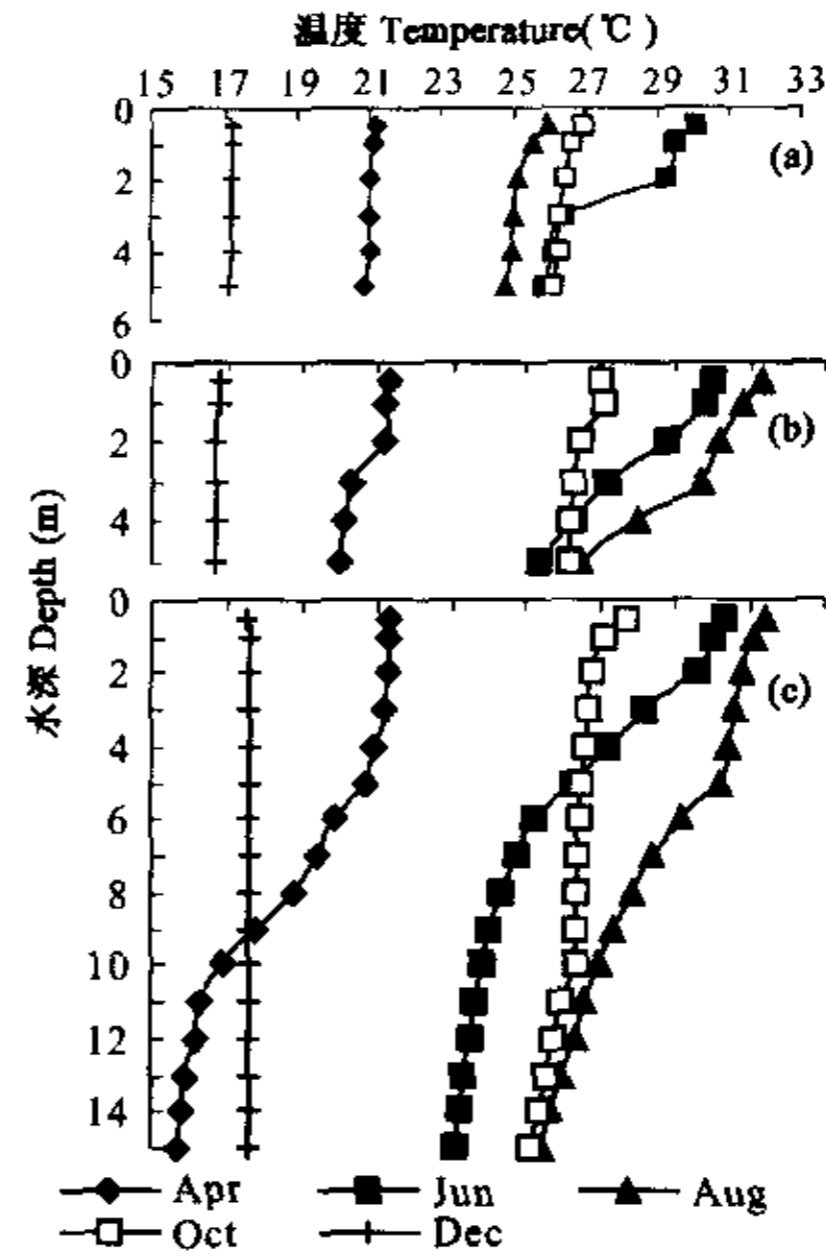 温度 Temperature(℃)
15 17 19 21 23 25 27 29 31 33
0
2
4
6
(a)
0
2
4
(b)
水深 Depth (m)
0
2
4
6
8
10
12
14
(c)
Apr Jun Aug
Oct Dec